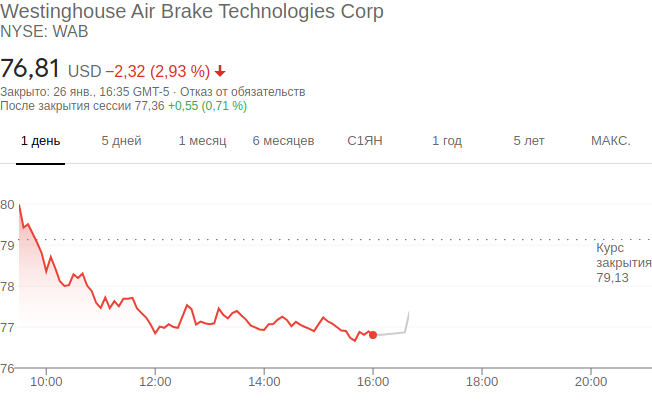 Westinghouse Air Brake Technologies Corp
NYSE: WAB
76,81 USD −2,32 (2,93 %)
Закрыто: 26 янв., 16:35 GMT-5 · Отказ от обязательств
После закрытия сессии 77,36 +0,55 (0,71 %)
1 день 5 дней 1 месяц 6 месяцев С1ЯН 1 год 5 лет МАКС.
80
79
Курс
закрытия
79,13
78
77
76
10:00 12:00 14:00 16:00 18:00 20:00